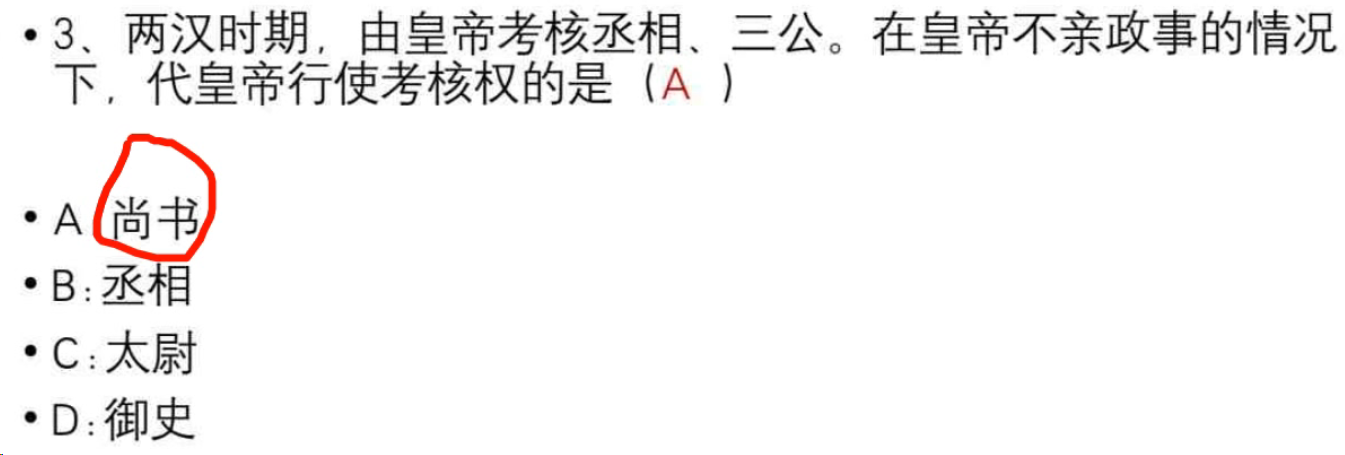 • 3、两汉时期，由皇帝考核丞相、三公。在皇帝不亲政事的情况
下，代皇帝行使考核权的是（A ）
• A 尚书
• B:丞相
• C:太尉
• D:御史